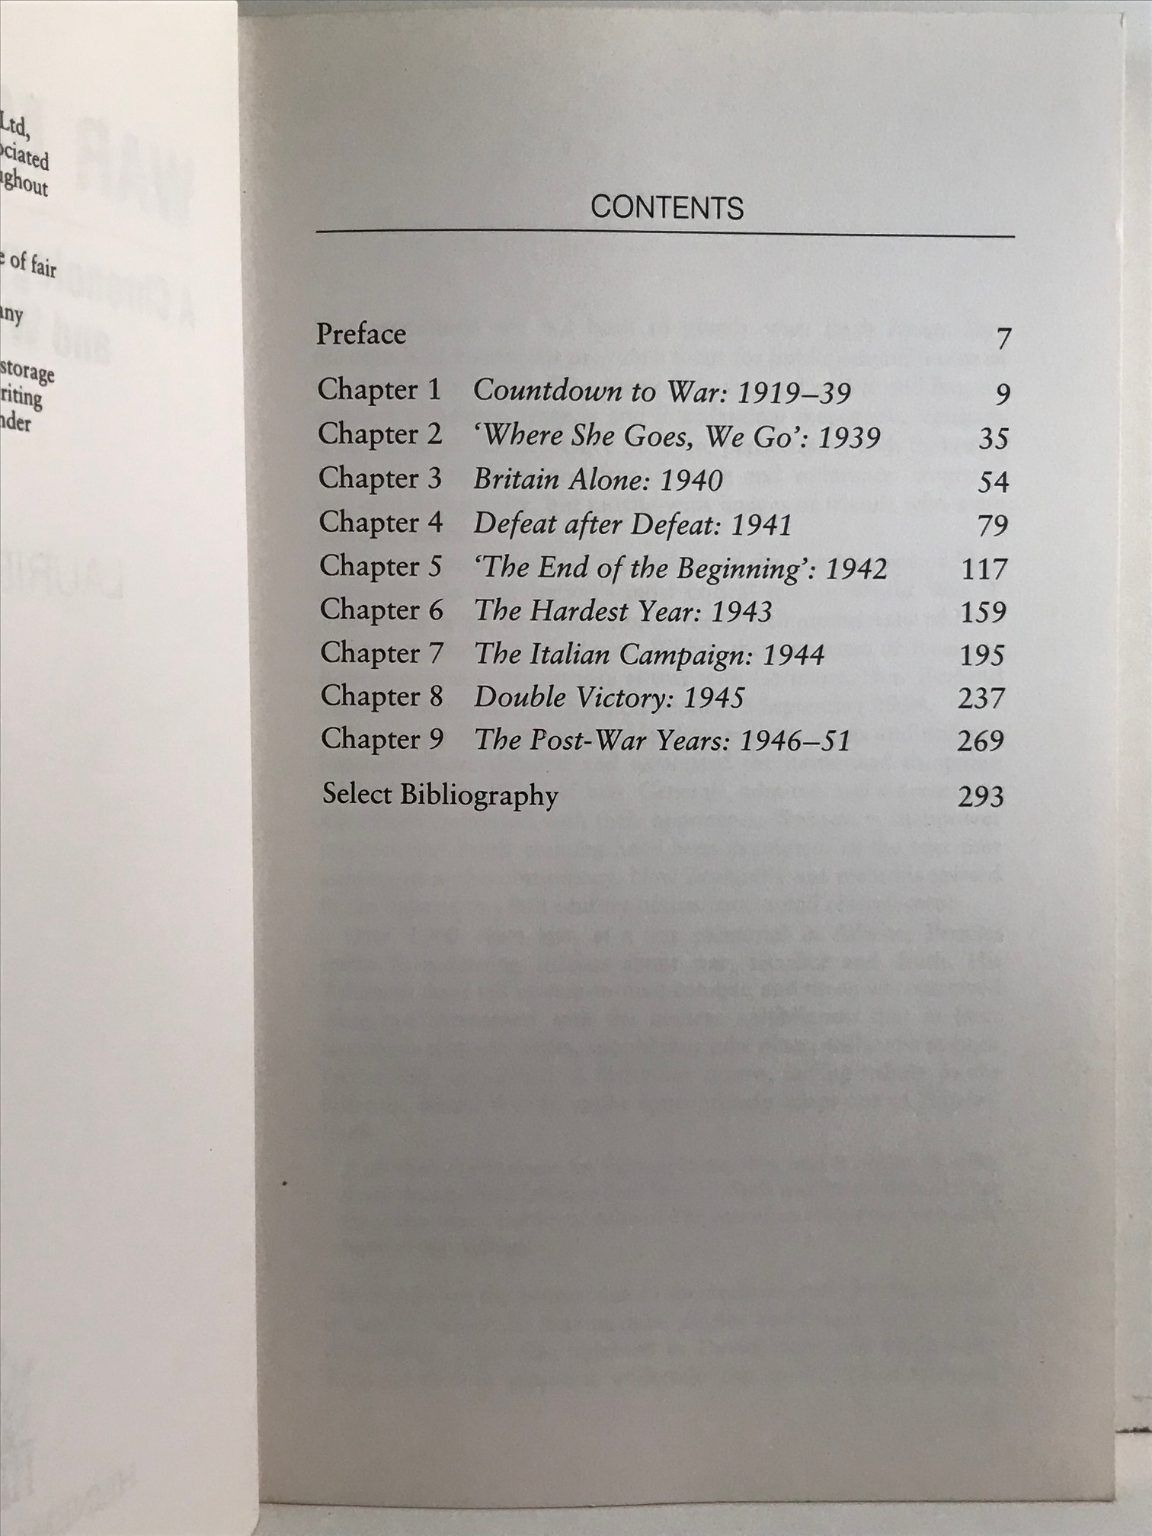 Ltd,
ociated
ughout
e of fair
any
storage
riting
nder
CONTENTS
Preface 7
Chapter 1 Countdown to War: 1919–39 9
Chapter 2 ‘Where She Goes, We Go’: 1939 35
Chapter 3 Britain Alone: 1940 54
Chapter 4 Defeat after Defeat: 1941 79
Chapter 5 ‘The End of the Beginning’: 1942 117
Chapter 6 The Hardest Year: 1943 159
Chapter 7 The Italian Campaign: 1944 195
Chapter 8 Double Victory: 1945 237
Chapter 9 The Post-War Years: 1946–51 269
Select Bibliography 293